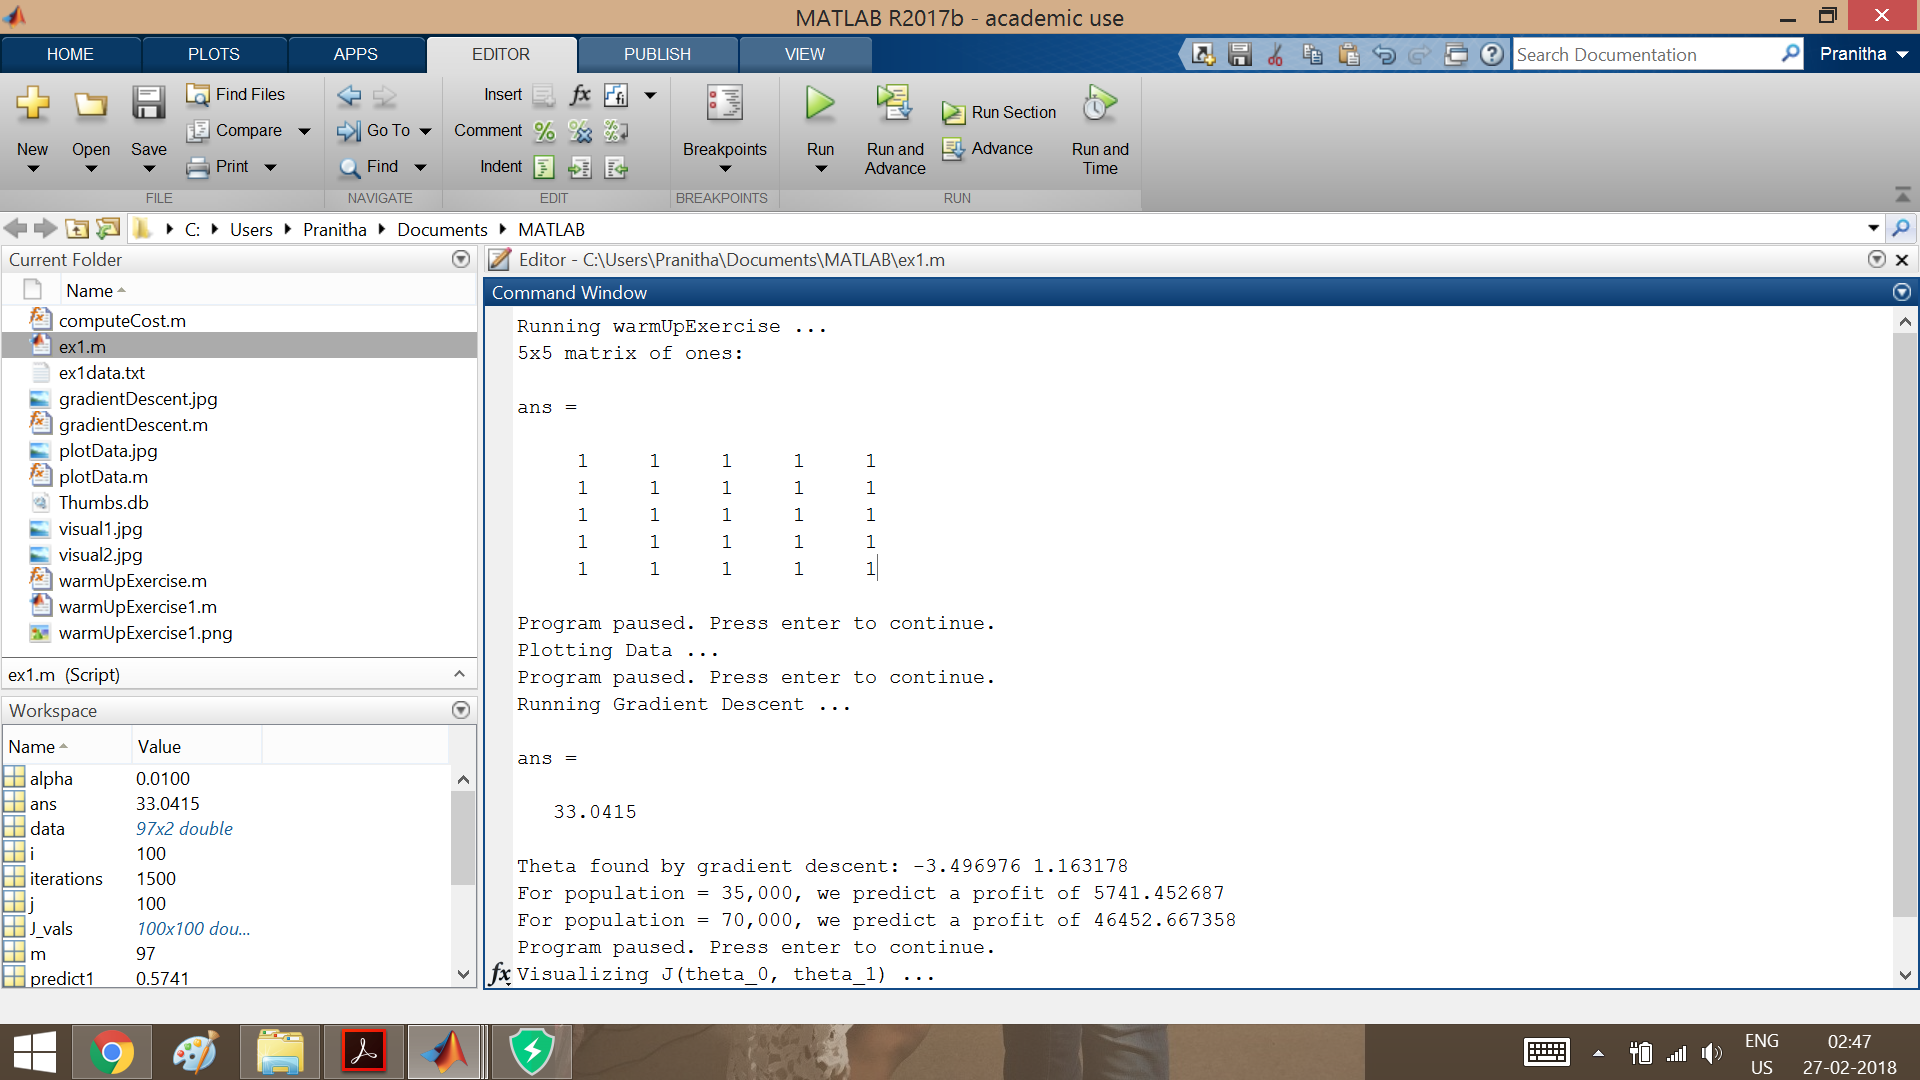 MATLAB R2017b - academic use
HOME PLOTS APPS EDITOR PUBLISH VIEW
Search Documentation
Pranitha
New
Open
Save
Find Files
Compare
Print
FILE
Go To
Find
NAVIGATE
Insert fx fi
Comment
Indent
EDIT
Breakpoints
BREAKPOINTS
Run
Run and
Advance
Run Section
Advance
Run and
Time
RUN
C: Users Pranitha Documents MATLAB
Current Folder
Name
computeCost.m
ex1.m
ex1data.txt
gradientDescent.jpg
gradientDescent.m
plotData.jpg
plotData.m
Thumbs.db
visual1.jpg
visual2.jpg
warmUpExercise.m
warmUpExercise1.m
warmUpExercise1.png
ex1.m (Script)
Workspace
Name Value
alpha 0.0100
ans 33.0415
data 97x2 double
i 100
iterations 1500
j 100
J_vals 100x100 dou...
m 97
predict1 0.5741
Editor - C:\Users\Pranitha\Documents\MATLAB\ex1.m
Command Window
Running warmUpExercise ...
5x5 matrix of ones:
ans =
1 1 1 1 1
1 1 1 1 1
1 1 1 1 1
1 1 1 1 1
1 1 1 1 1
Program paused. Press enter to continue.
Plotting Data ...
Program paused. Press enter to continue.
Running Gradient Descent ...
ans =
33.0415
Theta found by gradient descent: -3.496976 1.163178
For population = 35,000, we predict a profit of 5741.452687
For population = 70,000, we predict a profit of 46452.667358
Program paused. Press enter to continue.
fx Visualizing J(theta_0, theta_1) ...
ENG
US
02:47
27-02-2018